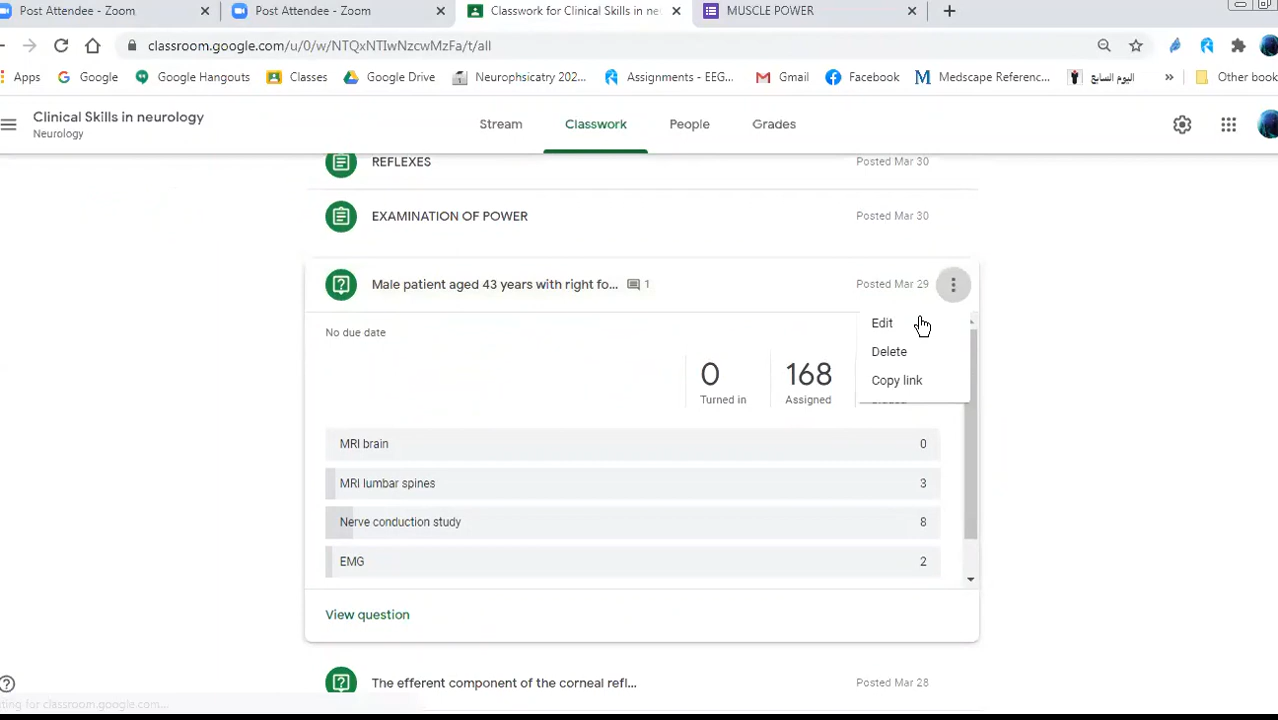 Post Attendee - Zoom
Post Attendee - Zoom
Classwork for Clinical Skills in ne
MUSCLE POWER
classroom.google.com/u/0/w/NTQxNTIwNzcwMzFa/t/all
Apps
Google
Google Hangouts
Classes
Google Drive
Neurophsicatry 202...
Assignments - EEG...
Gmail
Facebook
Medscape Referenc...
اليوم السابع
Other book
Clinical Skills in neurology
Neurology
Stream
Classwork
People
Grades
REFLEXES
Posted Mar 30
EXAMINATION OF POWER
Posted Mar 30
Male patient aged 43 years with right fo...
1
Posted Mar 29
No due date
Edit
Delete
Copy link
0
Turned in
168
Assigned
MRI brain
0
MRI lumbar spines
3
Nerve conduction study
8
EMG
2
View question
The efferent component of the corneal refl...
Posted Mar 28
iting for classroom.google.com...